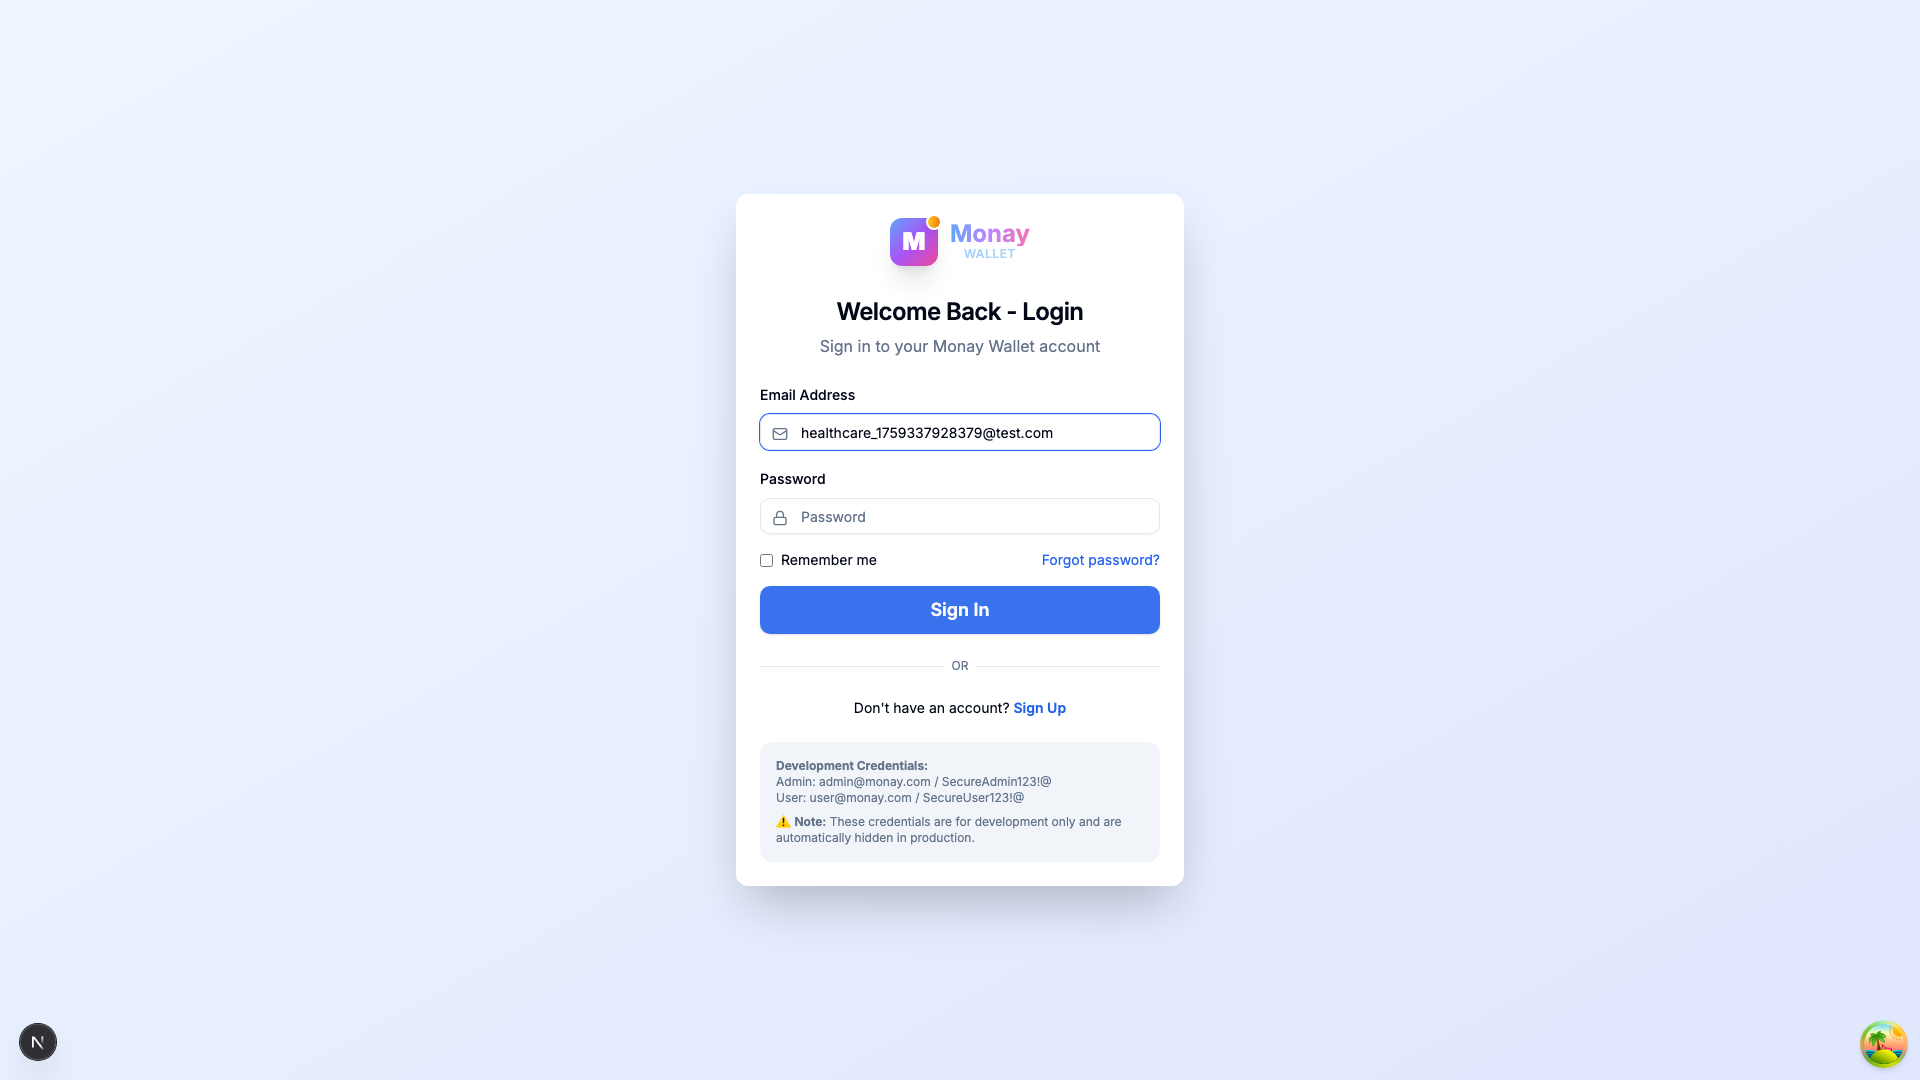 M
Monay
WALLET
Welcome Back - Login
Sign in to your Monay Wallet account
Email Address
healthcare_1759337928379@test.com
Password
Password
Remember me
Forgot password?
Sign In
OR
Don't have an account? Sign Up
Development Credentials:
Admin: admin@monay.com / SecureAdmin123!@
User: user@monay.com / SecureUser123!@
⚠️ Note: These credentials are for development only and are
automatically hidden in production.
N